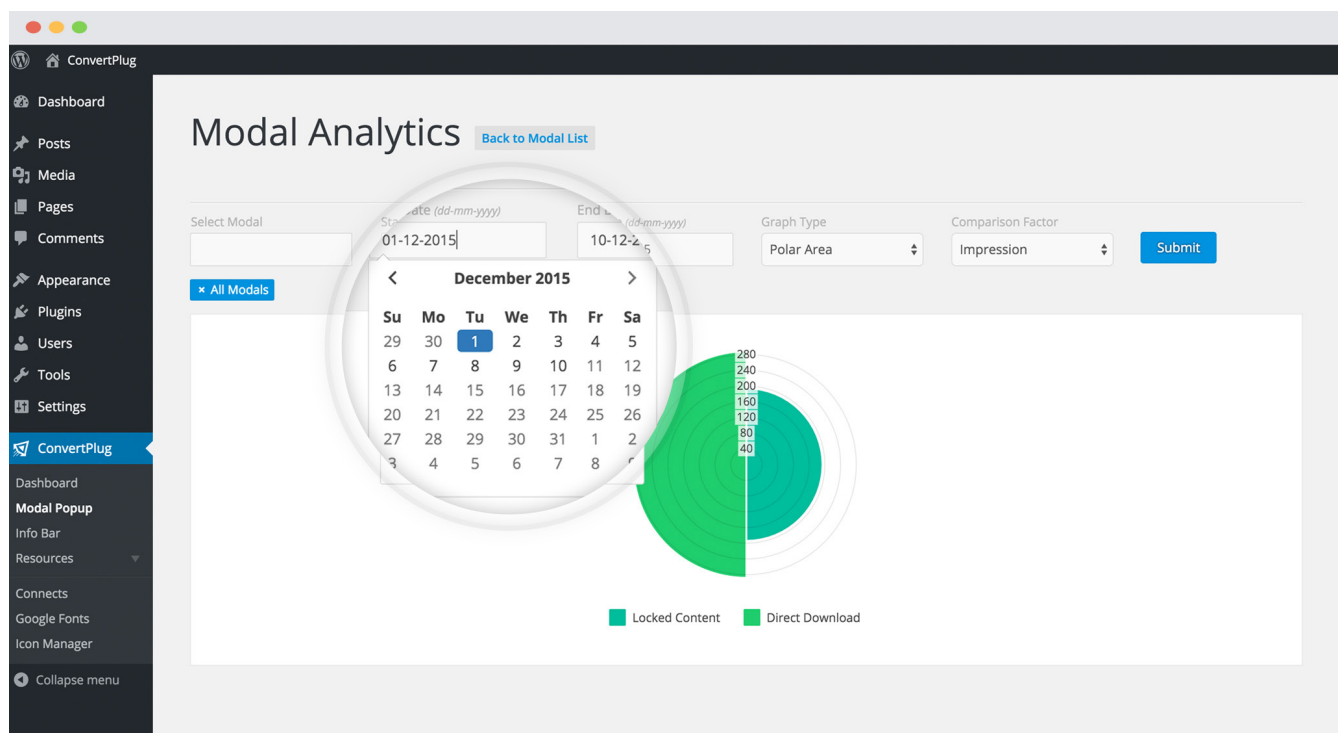 ConvertPlug
Dashboard
Posts
Media
Pages
Comments
Appearance
Plugins
Users
Tools
Settings
ConvertPlug
Dashboard
Modal Popup
Info Bar
Resources
Connects
Google Fonts
Icon Manager
Collapse menu
Modal Analytics Back to Modal List
Select Modal
(dd-mm-yyyy)
01-12-2015
End
(dd-mm-yyyy)
10-12-2
5
Graph Type
Polar Area
Comparison Factor
Impression
Submit
× All Modals
< December 2015 >
Su Mo Tu We Th Fr Sa
29 30 1 2 3 4 5
6 7 8 9 10 11 12
13 14 15 16 17 18 19
20 21 22 23 24 25 26
27 28 29 30 31 1 2
3 4 5 6 7 8
280
240
200
160
120
80
40
Locked Content Direct Download